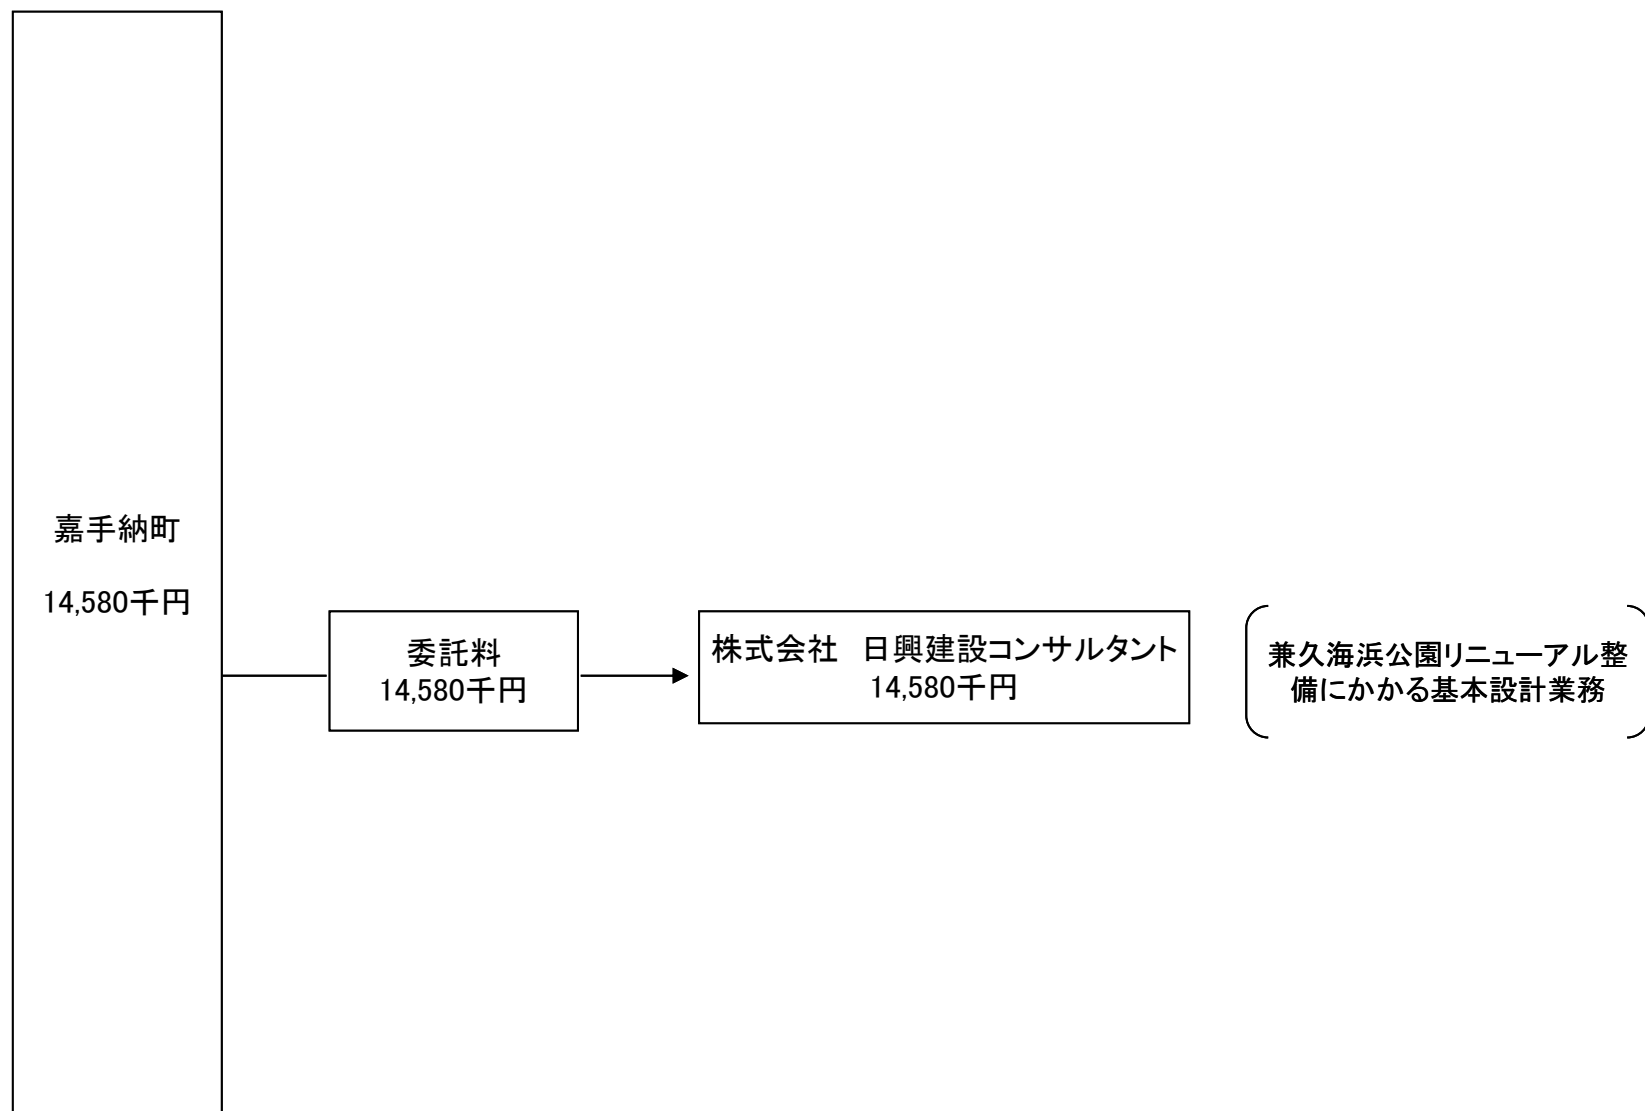 嘉手納町
14,580千円
委託料
14,580千円
株式会社　日興建設コンサルタント
14,580千円
兼久海浜公園リニューアル整
備にかかる基本設計業務